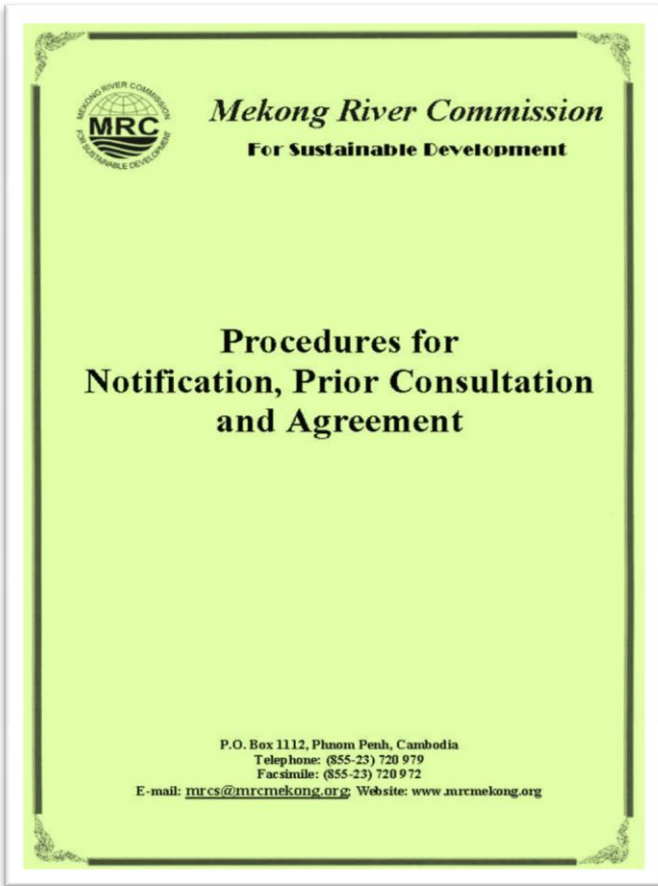 MEKONG RIVER COMMISSION
MRC
FOR SUSTAINABLE DEVELOPMENT
Mekong River Commission
For Sustainable Development
Procedures for
Notification, Prior Consultation
and Agreement
P.O. Box 1112, Phnom Penh, Cambodia
Telephone: (855-23) 720 979
Facsimile: (855-23) 720 972
E-mail: mrcs@mrcmekong.org; Website: www.mrcmekong.org